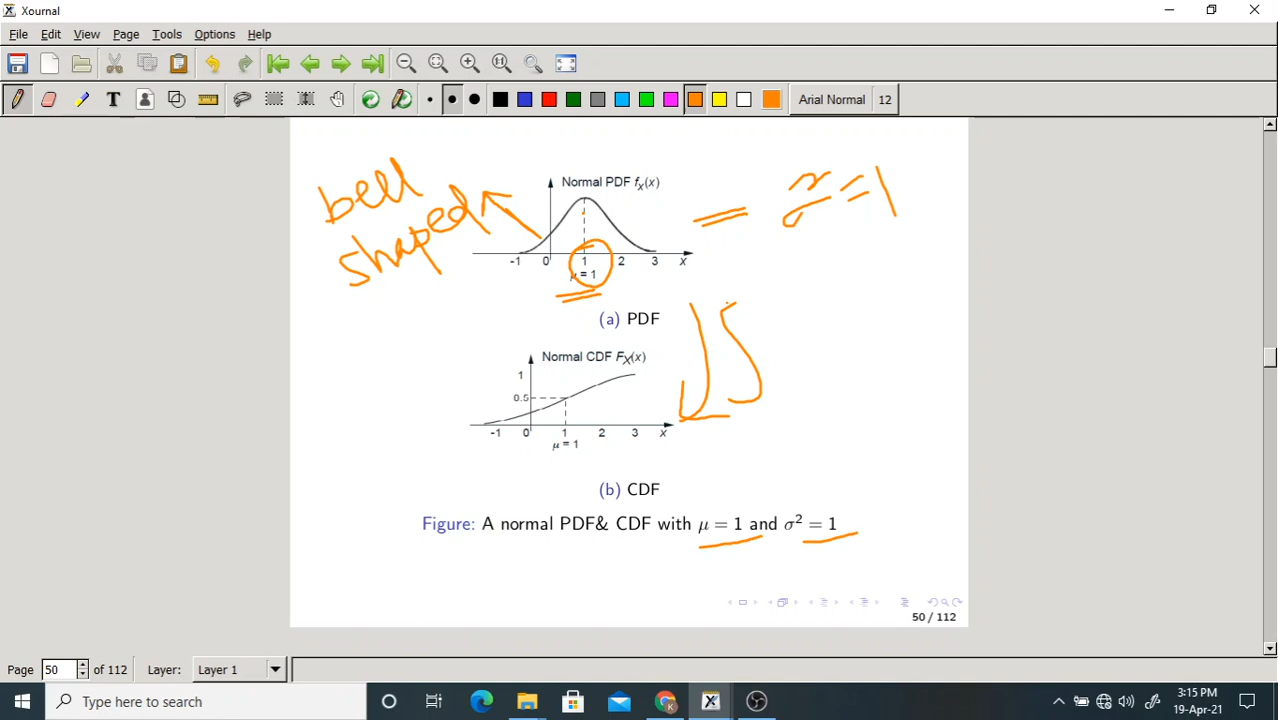 Xournal
File Edit View Page Tools Options Help
Arial Normal 12
bell
shaped
Normal PDF fX(x)
-1 0 1 2 3 x
μ = 1
= 1
(a) PDF
Normal CDF FX(x)
1
0.5
-1 0 1 2 3 x
μ = 1
(b) CDF
Figure: A normal PDF& CDF with μ = 1 and σ² = 1
50 / 112
Page 50 of 112 Layer: Layer 1
Type here to search
3:15 PM
19-Apr-21